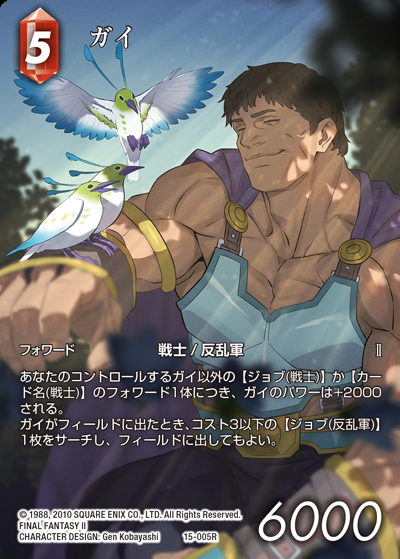 5
ガイ
フォワード 戦士 / 反乱軍 Ⅱ
あなたのコントロールするガイ以外の【ジョブ(戦士)】か【カー
ド名(戦士)】のフォワード1体につき、ガイのパワーは+2000
される。
ガイがフィールドに出たとき、コスト3以下の【ジョブ(反乱軍)】
1枚をサーチし、フィールドに出してもよい。
© 1988, 2010 SQUARE ENIX CO., LTD. All Rights Reserved.
FINAL FANTASY II
CHARACTER DESIGN: Gen Kobayashi 15-005R
6000